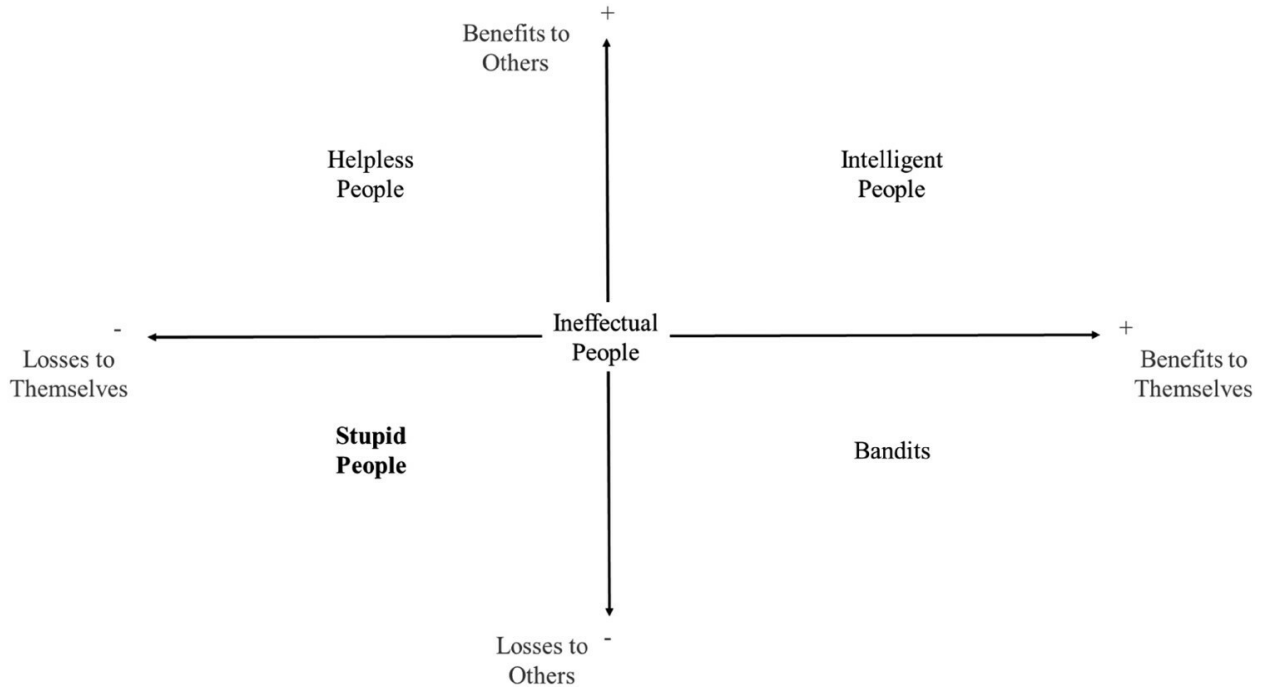 +
Benefits to
Others
Helpless
People
Intelligent
People
Ineffectual
People
-
Losses to
Themselves
+
Benefits to
Themselves
Stupid
People
Bandits
Losses to
Others
-